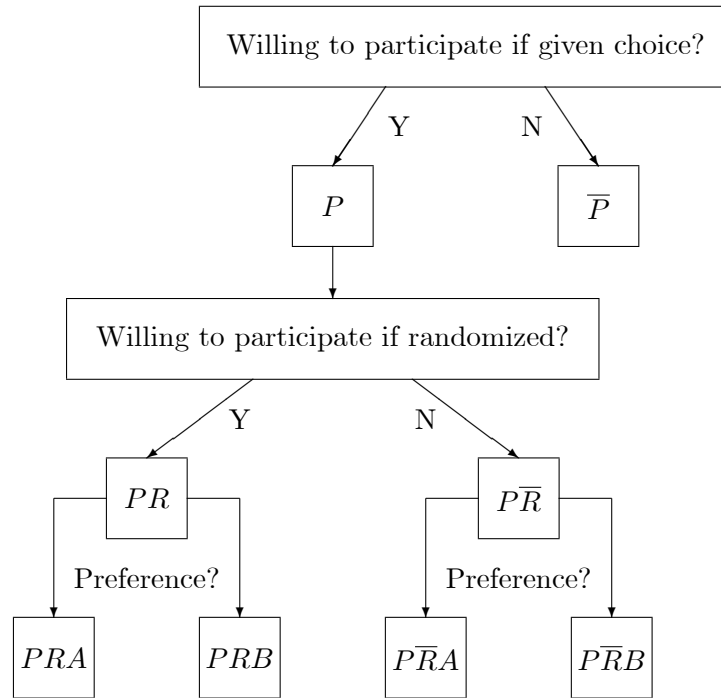 Willing to participate if given choice?
Y N
P P̅
Willing to participate if randomized?
Y N
PR PR̅
Preference? Preference?
PRA PRB PR̅A PR̅B